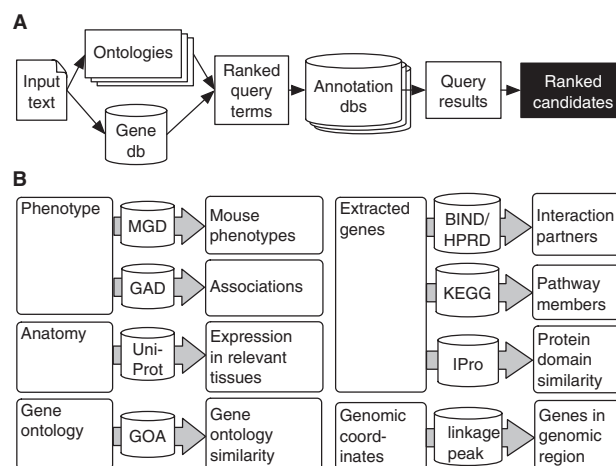 A
Input
text
Ontologies
Gene
db
Ranked
query
terms
Annotation
dbs
Query
results
Ranked
candidates
B
Phenotype
MGD
Mouse
phenotypes
GAD
Associations
Anatomy
Uni-
Prot
Expression
in relevant
tissues
Gene
ontology
GOA
Gene
ontology
similarity
Extracted
genes
BIND/
HPRD
Interaction
partners
KEGG
Pathway
members
IPro
Protein
domain
similarity
Genomic
coord-
inates
linkage
peak
Genes in
genomic
region